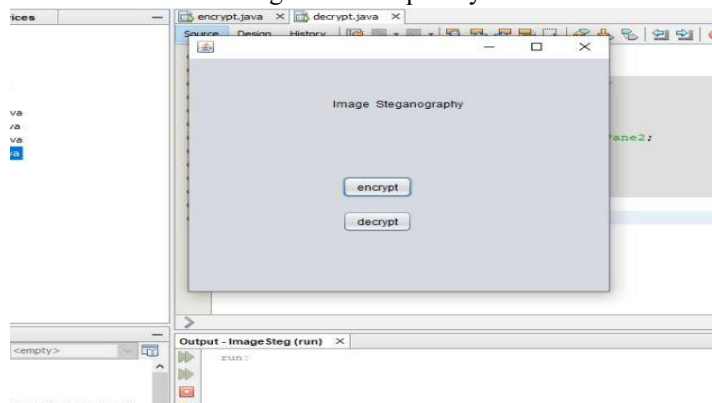 rices
encrypt.java
decrypt.java
Source Design History
Image Steganography
va
va
va
va
ane2;
encrypt
decrypt
Output - ImageSteg (run)
<empty>
run: